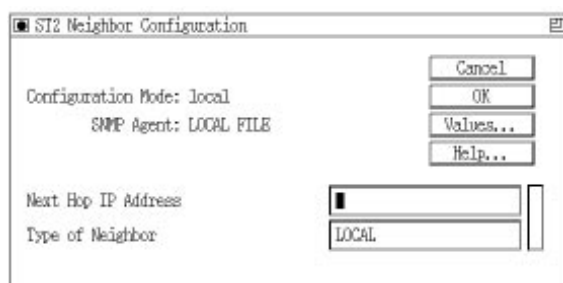 ST2 Neighbor Configuration
Cancel
Configuration Mode: local
OK
SNMP Agent: LOCAL FILE
Values...
Help...
Next Hop IP Address
Type of Neighbor
LOCAL